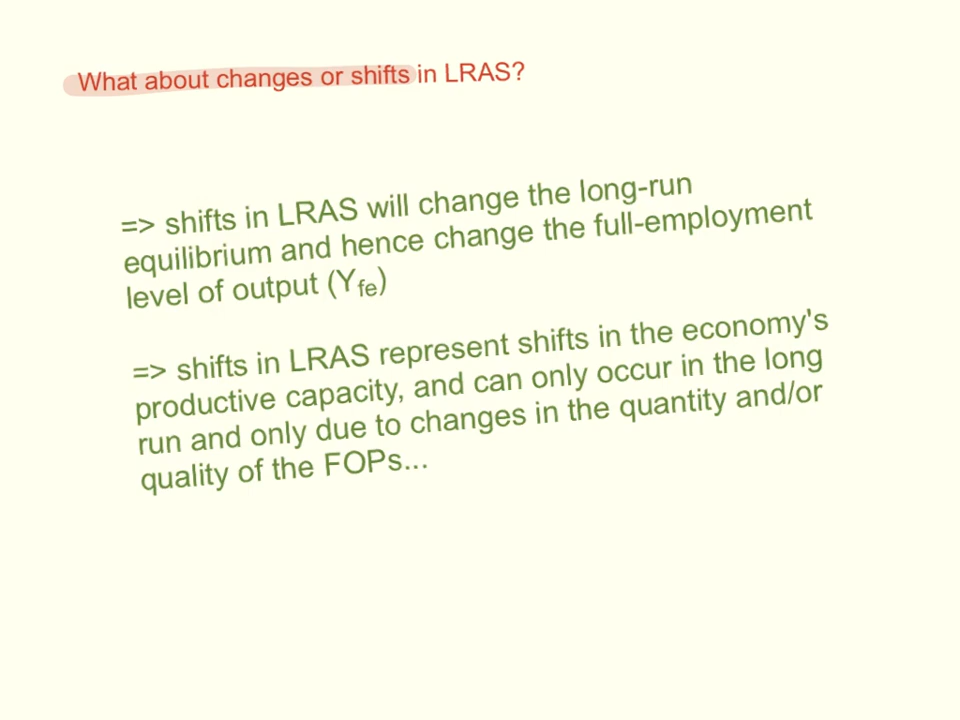 What about changes or shifts in LRAS?
=> shifts in LRAS will change the long-run
equilibrium and hence change the full-employment
level of output (Yfe)
=> shifts in LRAS represent shifts in the economy's
productive capacity, and can only occur in the long
run and only due to changes in the quantity and/or
quality of the FOPs...